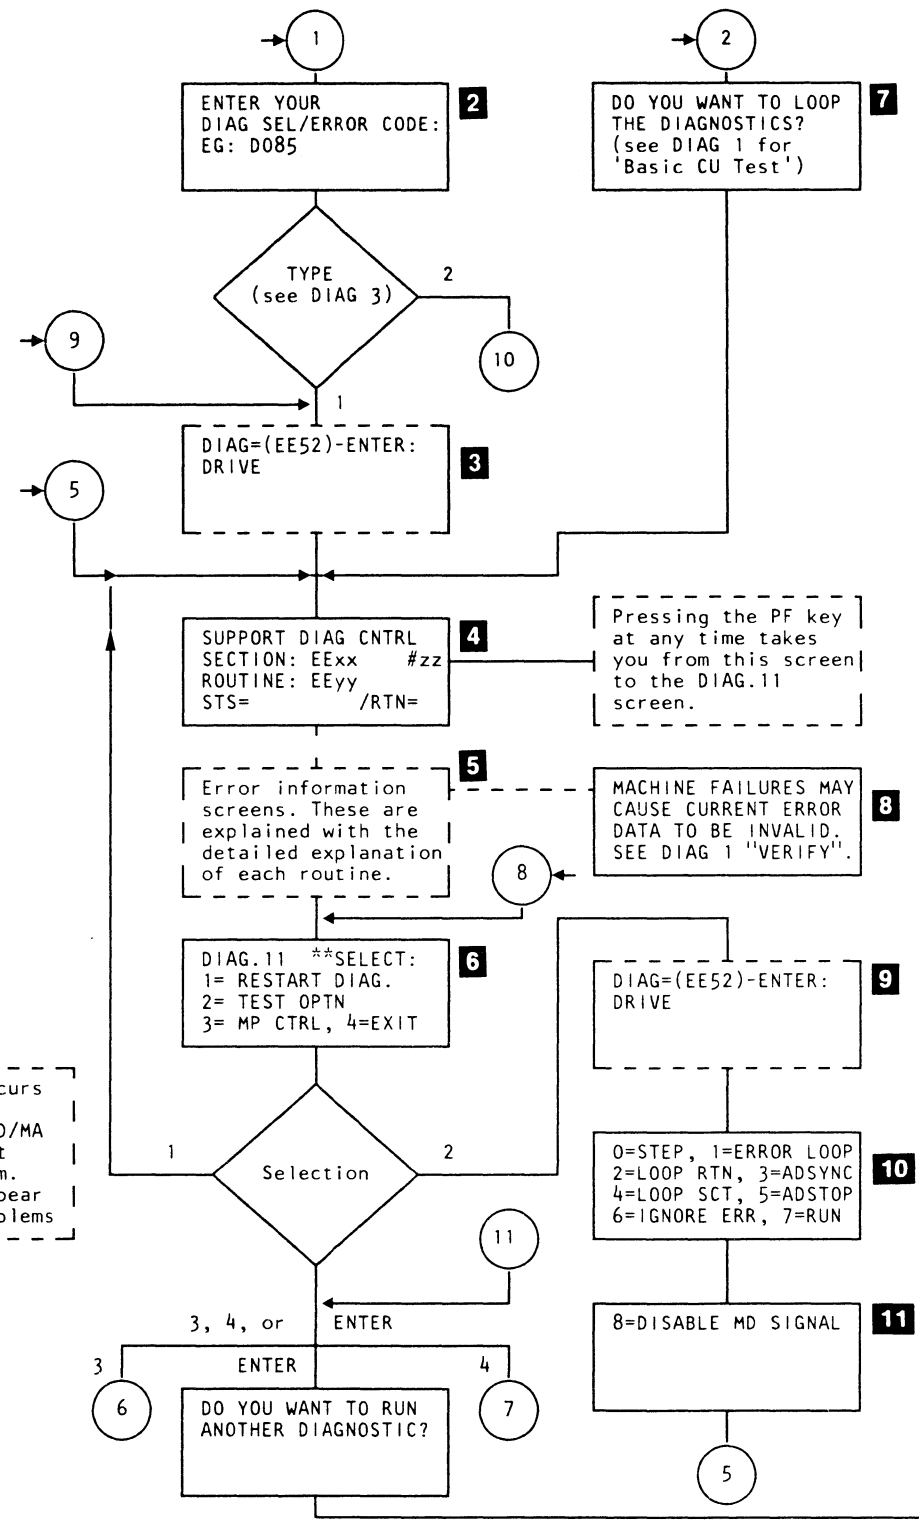 1
2
ENTER YOUR
DIAG SEL/ERROR CODE:
EG: D085
2
DO YOU WANT TO LOOP
THE DIAGNOSTICS?
(see DIAG 1 for
'Basic CU Test')
7
TYPE
(see DIAG 3)
2
10
9
1
DIAG=(EE52)-ENTER:
DRIVE
3
5
SUPPORT DIAG CNTRL
SECTION: EExx #zz
ROUTINE: EEyy
STS= /RTN=
4
Pressing the PF key
at any time takes
you from this screen
to the DIAG.11
screen.
Error information
screens. These are
explained with the
detailed explanation
of each routine.
5
MACHINE FAILURES MAY
CAUSE CURRENT ERROR
DATA TO BE INVALID.
SEE DIAG 1 "VERIFY".
8
8
DIAG.11 **SELECT:
1= RESTART DIAG.
2= TEST OPTN
3= MP CTRL, 4=EXIT
6
DIAG=(EE52)-ENTER:
DRIVE
9
curs
D/MA
t
m.
pear
blems
1
Selection
2
0=STEP, 1=ERROR LOOP
2=LOOP RTN, 3=ADSYNC
4=LOOP SCT, 5=ADSTOP
6=IGNORE ERR, 7=RUN
10
11
3, 4, or ENTER
8=DISABLE MD SIGNAL
11
3
ENTER
4
6
7
DO YOU WANT TO RUN
ANOTHER DIAGNOSTIC?
5